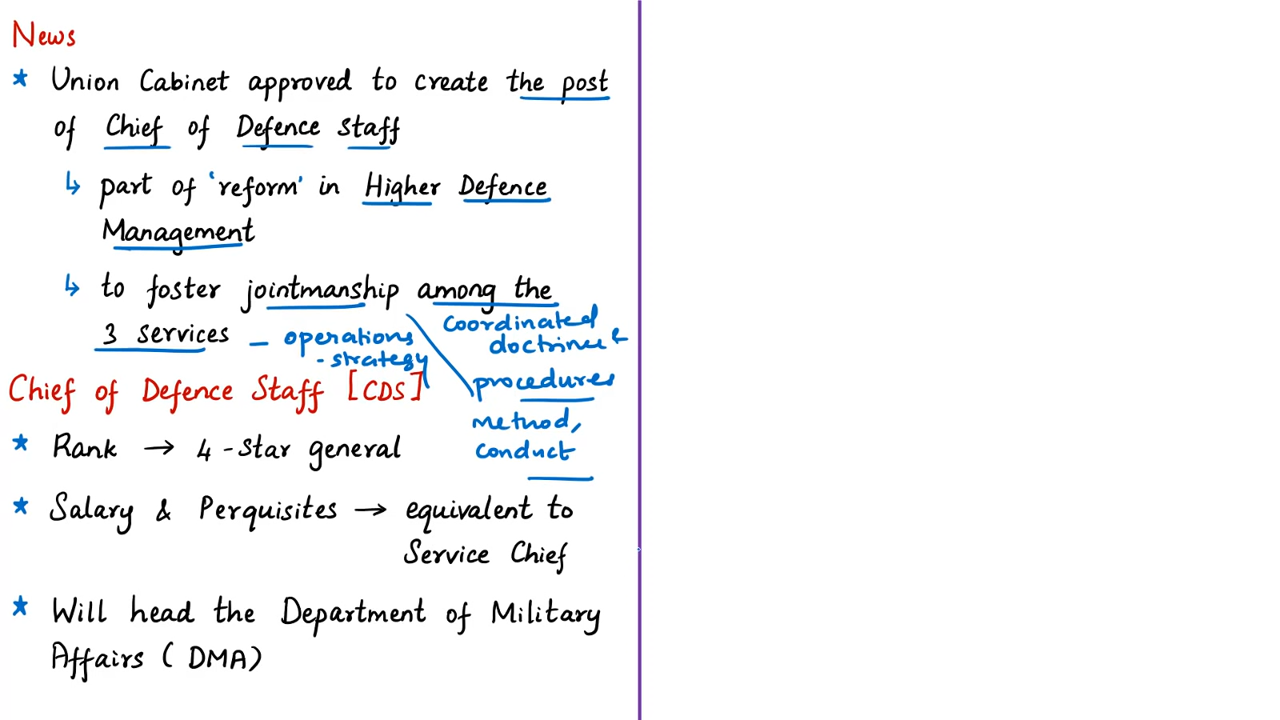 News
* Union Cabinet approved to create the post
of Chief of Defence Staff
↳ part of 'reform' in Higher Defence
Management
↳ to foster jointmanship among the
3 services – operations
- strategy
coordinated
doctrines &
procedures
method,
conduct
Chief of Defence Staff [CDS]
* Rank → 4-Star general
* Salary & Perquisites → equivalent to
Service Chief
* Will head the Department of Military
Affairs (DMA)